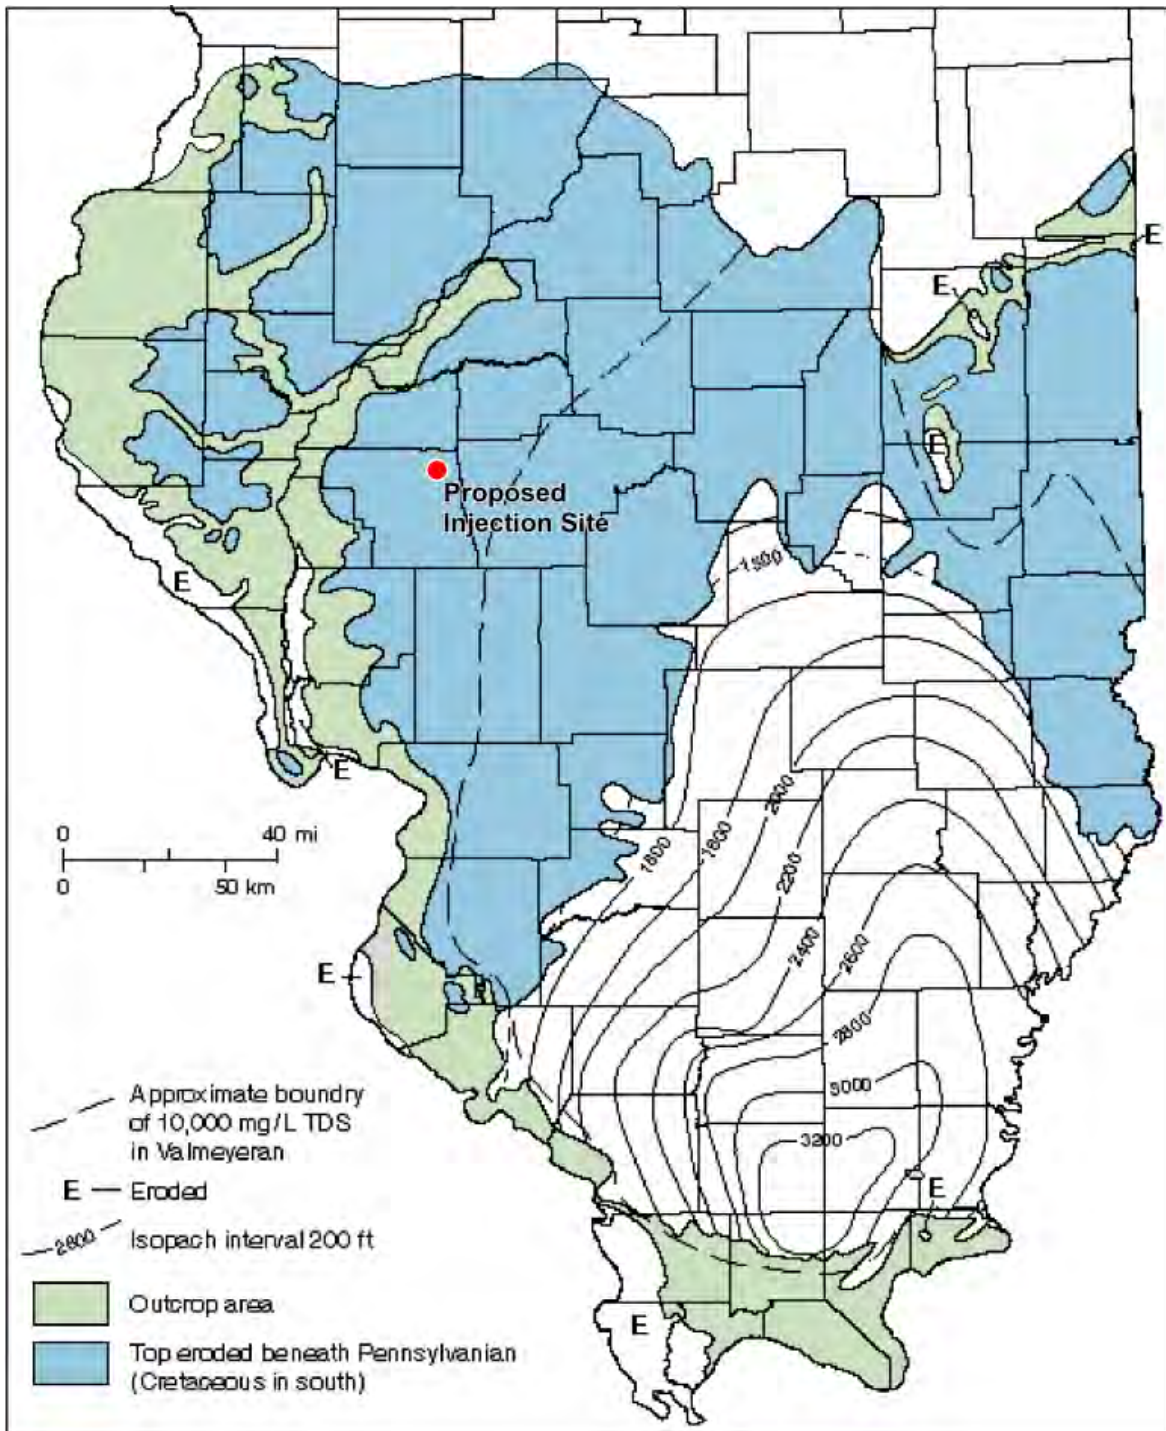 E
E
E
Proposed
Injection Site
1600
E
E
0 40 mi
0 50 km
2000
1800
1800
2200
2400
2600
E
2800
3000
3200
E
E
Approximate boundry
of 10,000 mg/L TDS
in Valmeyeran
E Eroded
2800 Isopach interval 200 ft
Outcrop area
Top eroded beneath Pennsylvanian
(Cretaceous in south)